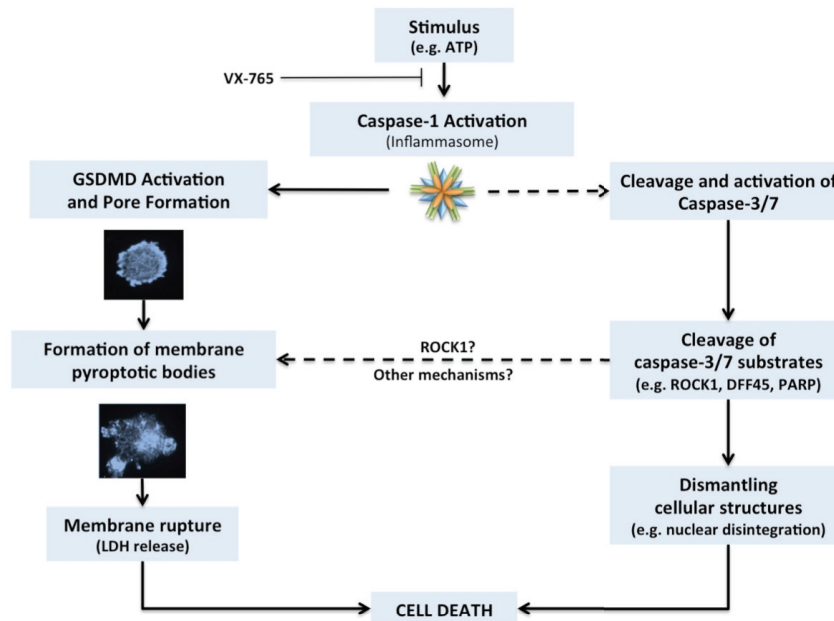 Stimulus
(e.g. ATP)
VX-765
Caspase-1 Activation
(Inflammasome)
GSDMD Activation
and Pore Formation
Cleavage and activation of
Caspase-3/7
Formation of membrane
pyroptotic bodies
ROCK1?
Other mechanisms?
Cleavage of
caspase-3/7 substrates
(e.g. ROCK1, DFF45, PARP)
Membrane rupture
(LDH release)
Dismantling
cellular structures
(e.g. nuclear disintegration)
CELL DEATH